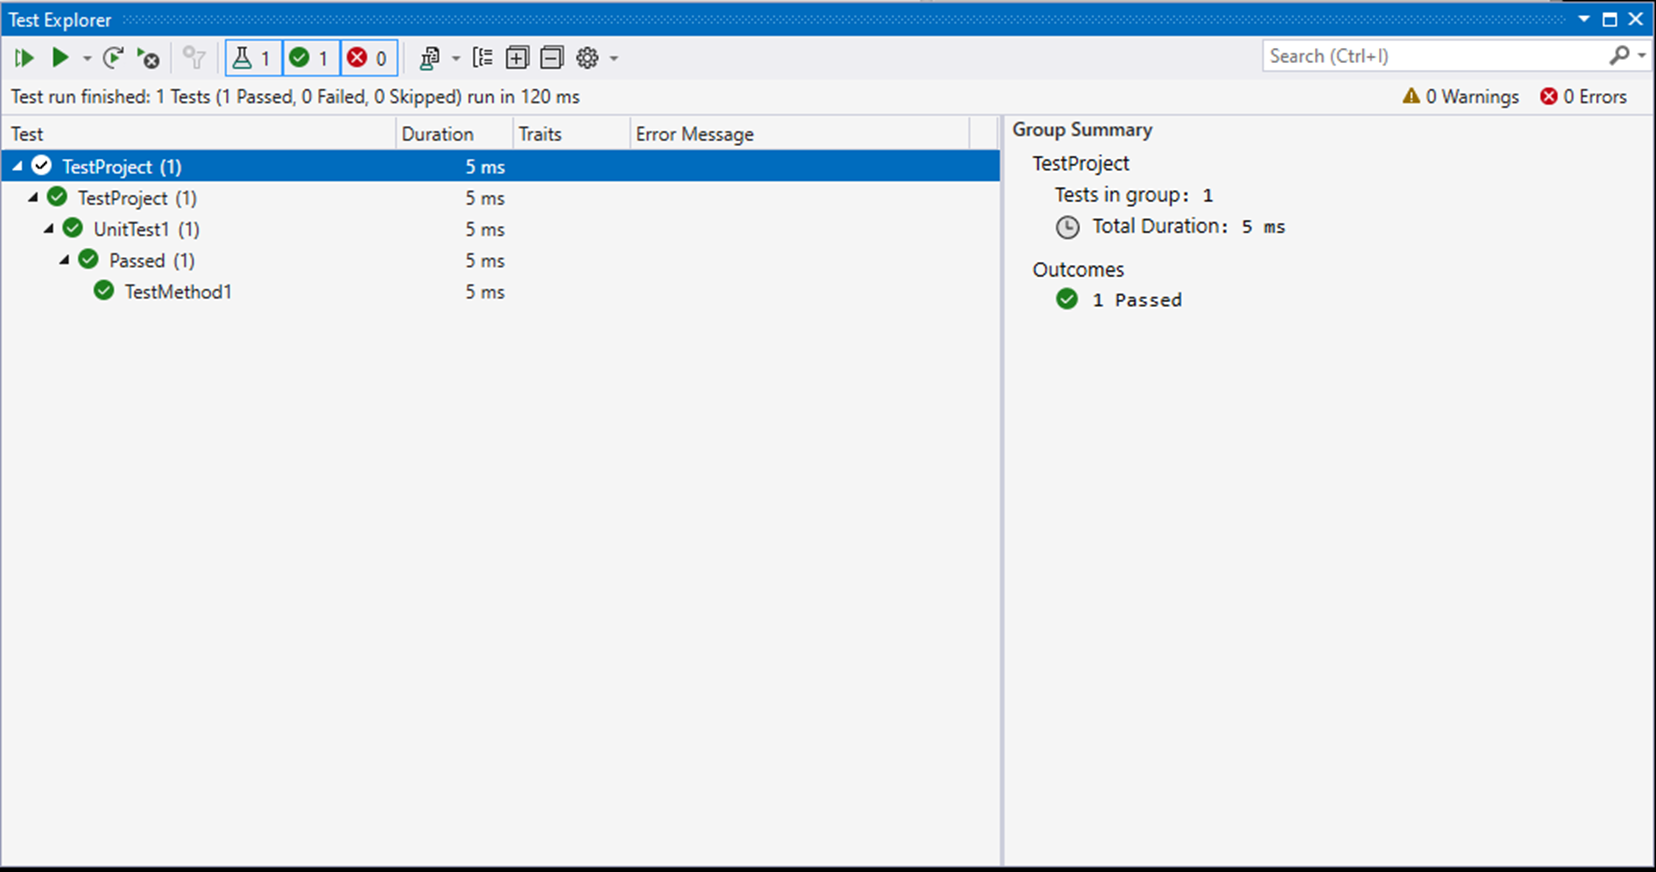 Test Explorer
1 1 0
Search (Ctrl+I)
Test run finished: 1 Tests (1 Passed, 0 Failed, 0 Skipped) run in 120 ms
0 Warnings 0 Errors
Test Duration Traits Error Message
TestProject (1) 5 ms
TestProject (1) 5 ms
UnitTest1 (1) 5 ms
Passed (1) 5 ms
TestMethod1 5 ms
Group Summary
TestProject
Tests in group: 1
Total Duration: 5 ms
Outcomes
1 Passed